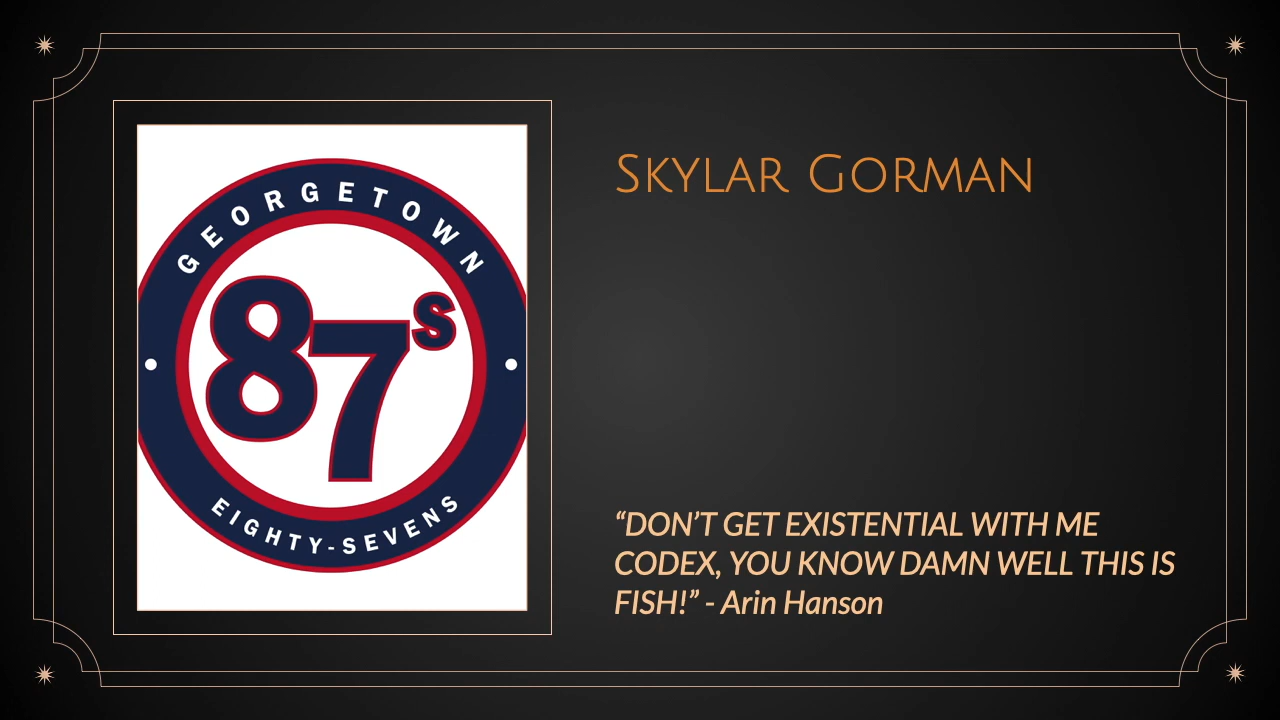 GEORGETOWN
87s
EIGHTY-SEVENS
Skylar Gorman
“DON’T GET EXISTENTIAL WITH ME
CODEX, YOU KNOW DAMN WELL THIS IS
FISH!” - Arin Hanson